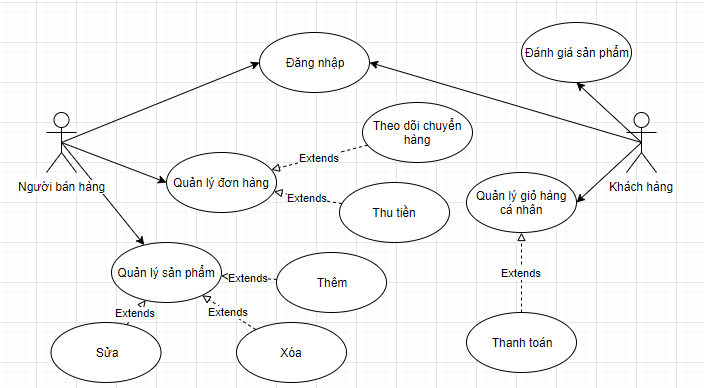 Đăng nhập
Đánh giá sản phẩm
Theo dõi chuyển
hàng
Extends
Người bán hàng
Quản lý đơn hàng
Extends
Thu tiền
Quản lý giỏ hàng
cá nhân
Khách hàng
Quản lý sản phẩm
Extends
Thêm
Extends
Extends
Extends
Sửa
Xóa
Thanh toán